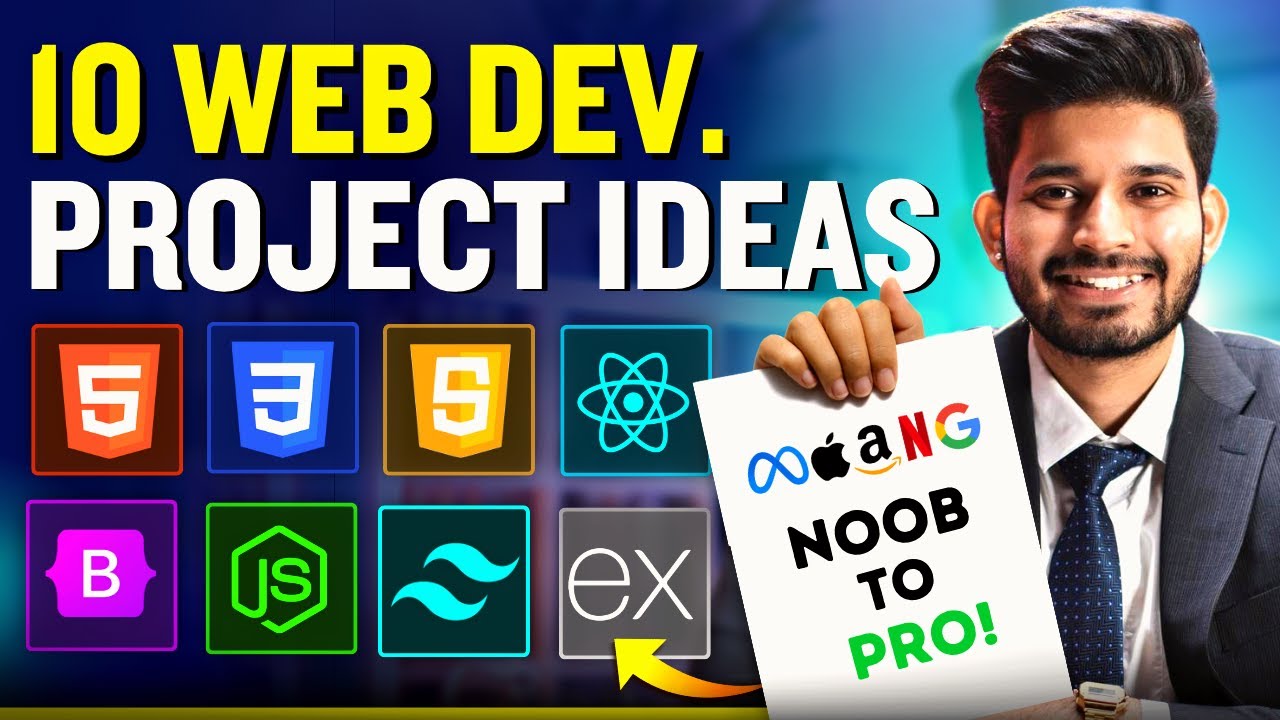 10 WEB DEV.
PROJECT IDEAS
5 3 5
B JS ex
a N G
NOOB
TO
PRO!